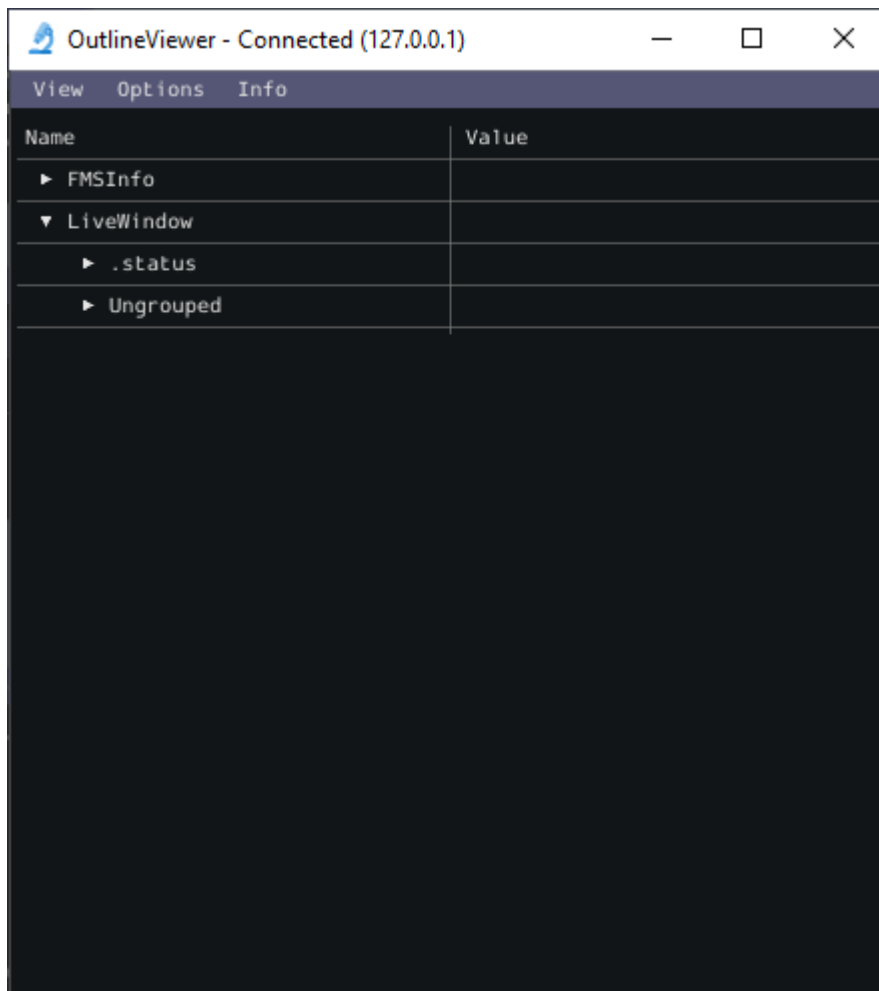 OutlineViewer - Connected (127.0.0.1)
View Options Info
Name Value
FMSInfo
LiveWindow
.status
Ungrouped